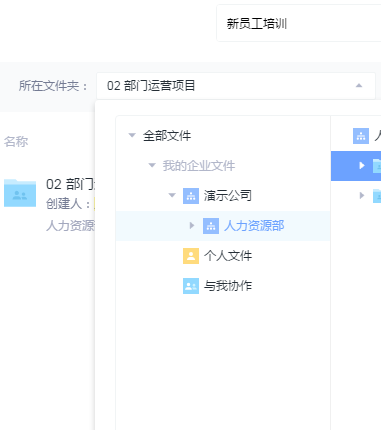 新员工培训
所在文件夹： 02 部门运营项目
名称
全部文件
我的企业文件
演示公司
人力资源部
个人文件
与我协作
02 部门
创建人：
人力资源